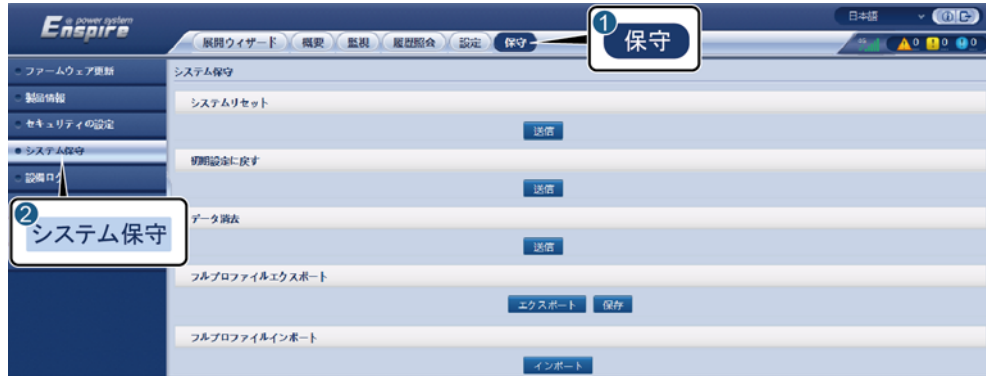 Enspire e power system
日本語
展開ウィザード 概要 監視 履歴照会 設定 保守
1 保守
0 0 0
ファームウェア更新
製品情報
セキュリティの設定
システム保守
設備ログ
2 システム保守
システム保守
システムリセット
送信
初期設定に戻す
送信
データ消去
送信
フルプロファイルエクスポート
エクスポート 保存
フルプロファイルインポート
インポート